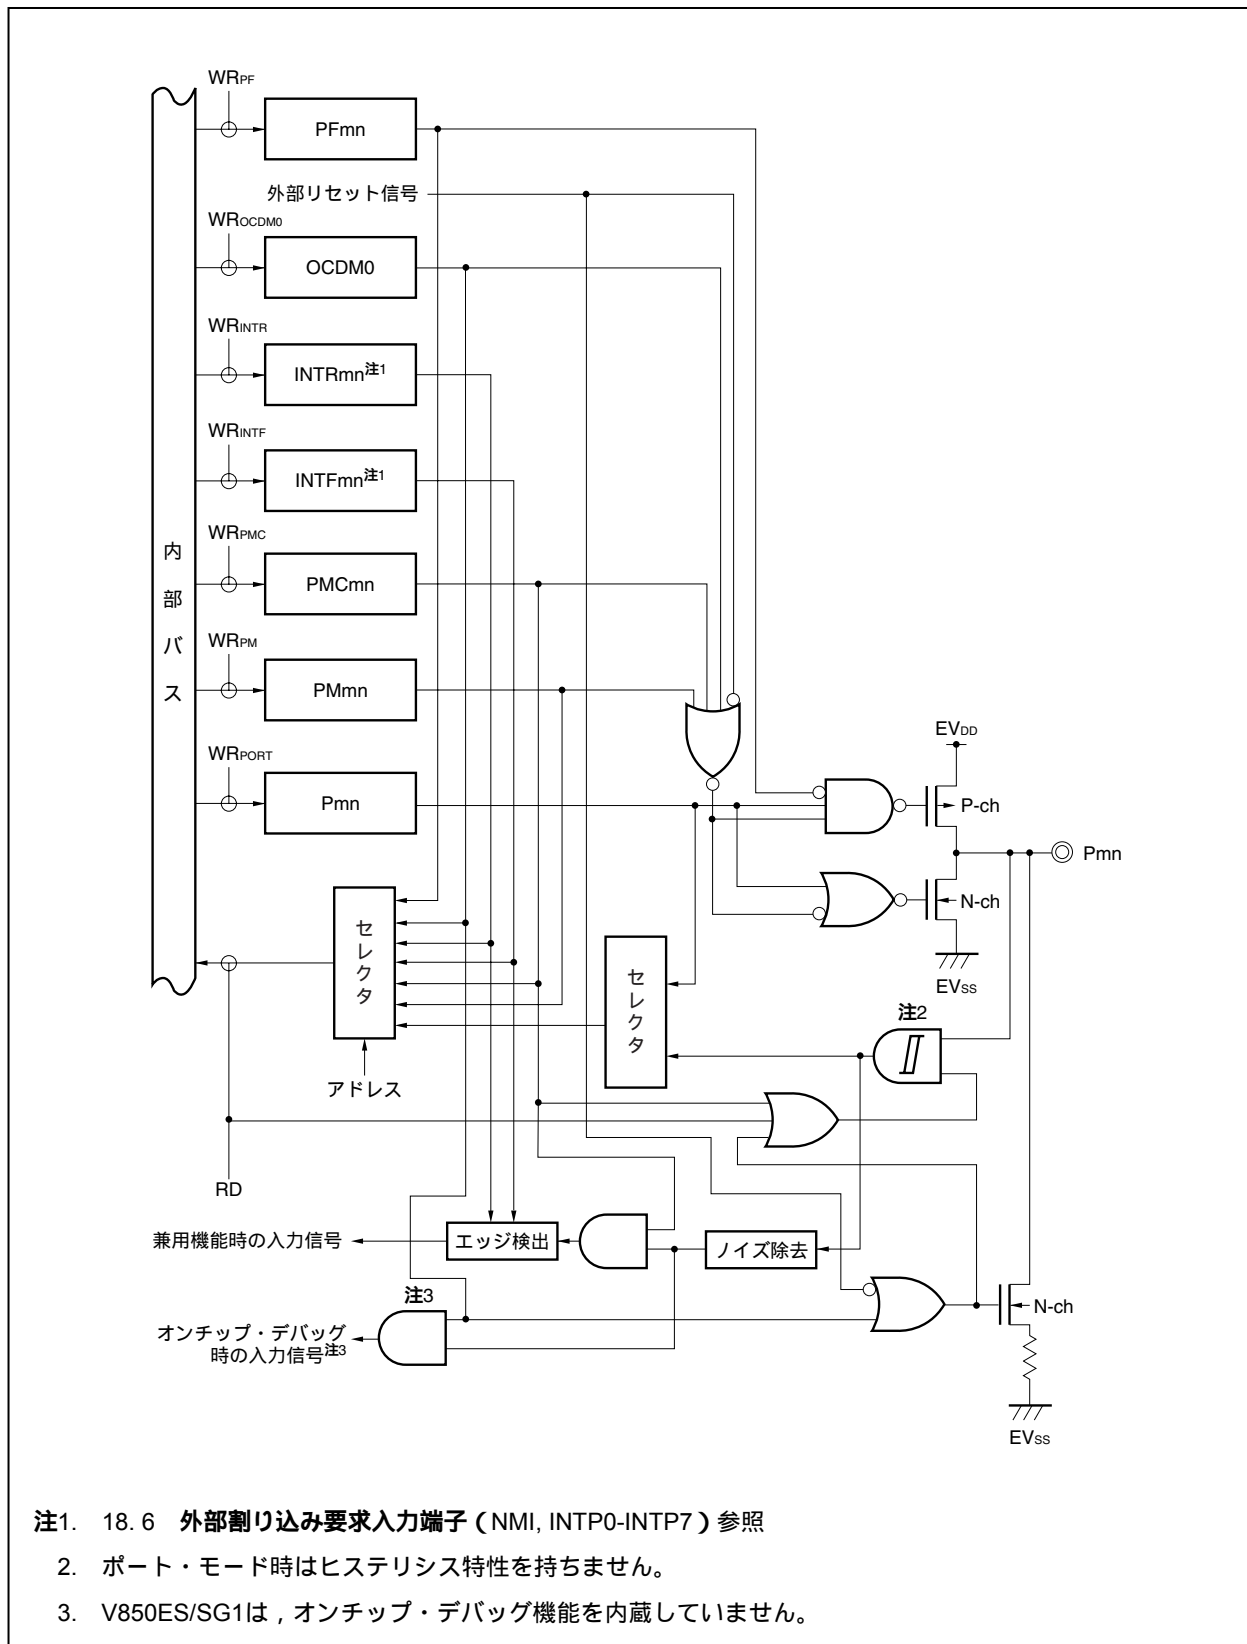 WRPF
PFmn
外部リセット信号
WROCDM0
OCDM0
WRINTR
INTRmn注1
WRINTF
INTFmn注1
WRPMC
PMCmn
内部バス
WRPM
PMmn
WRPORT
Pmn
EVDD
P-ch
Pmn
N-ch
EVSS
セレクタ
セレクタ
注2
アドレス
RD
兼用機能時の入力信号
エッジ検出
ノイズ除去
注3
N-ch
オンチップ・デバッグ
時の入力信号注3
EVSS
注1. 18. 6 外部割り込み要求入力端子（NMI, INTP0-INTP7）参照
2. ポート・モード時はヒステリシス特性を持ちません。
3. V850ES/SG1は，オンチップ・デバッグ機能を内蔵していません。